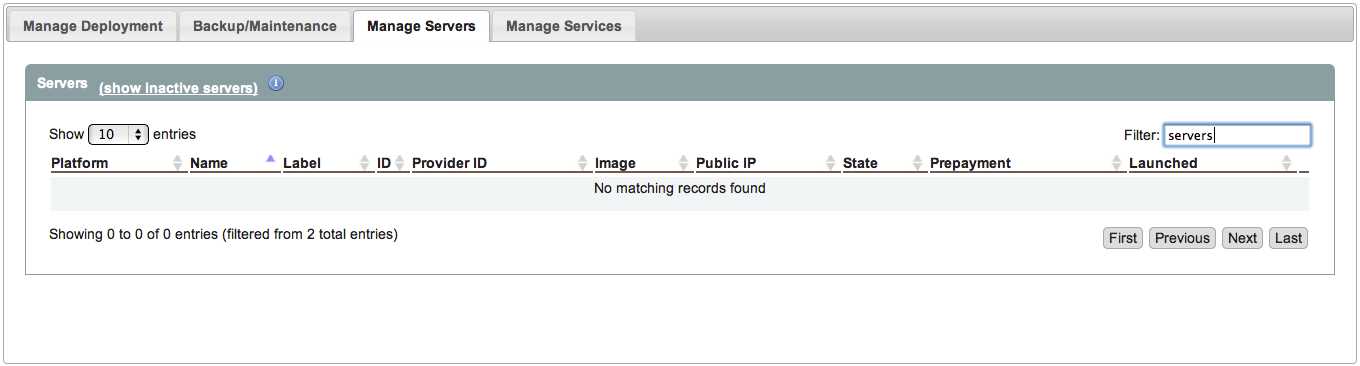 Manage Deployment Backup/Maintenance Manage Servers Manage Services
Servers (show inactive servers) i
Show 10 entries Filter: servers
Platform Name Label ID Provider ID Image Public IP State Prepayment Launched
No matching records found
Showing 0 to 0 of 0 entries (filtered from 2 total entries) First Previous Next Last